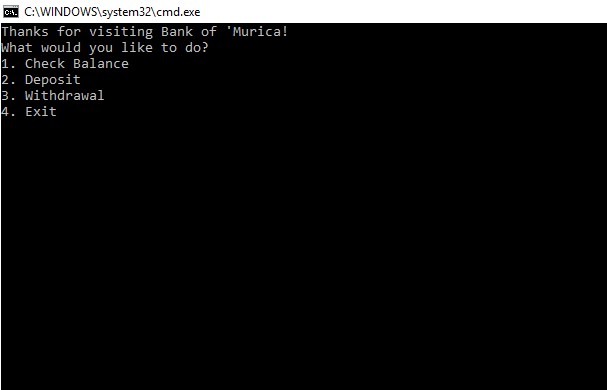 C:\WINDOWS\system32\cmd.exe
Thanks for visiting Bank of 'Murica!
What would you like to do?
1. Check Balance
2. Deposit
3. Withdrawal
4. Exit